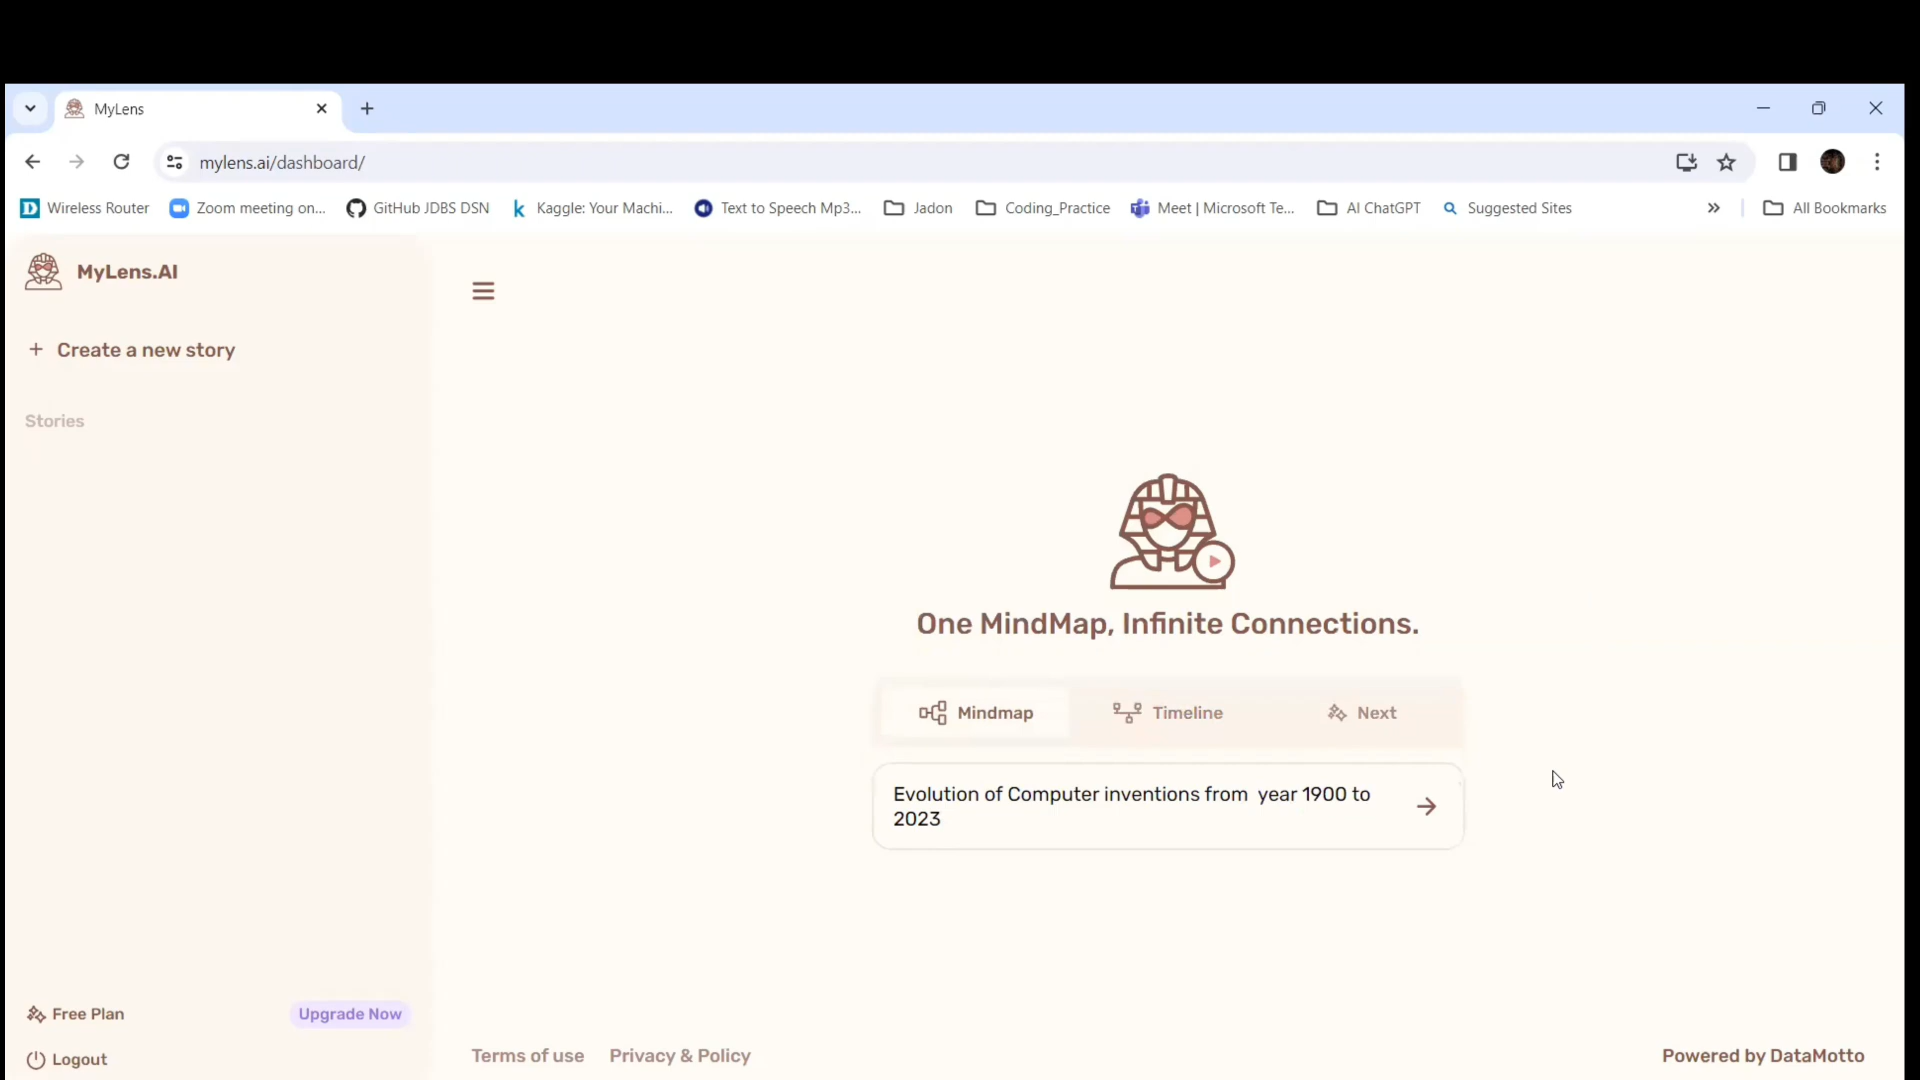 MyLens
mylens.ai/dashboard/
Wireless Router
Zoom meeting on...
GitHub JDBS DSN
k
Kaggle: Your Machi...
Text to Speech Mp3...
Jadon
Coding_Practice
Meet | Microsoft Te...
AI ChatGPT
Suggested Sites
All Bookmarks
MyLens.AI
Create a new story
Stories
One MindMap, Infinite Connections.
Mindmap
Timeline
Next
Evolution of Computer inventions from  year 1900 to
2023
Free Plan
Upgrade Now
Logout
Terms of use
Privacy & Policy
Powered by DataMotto